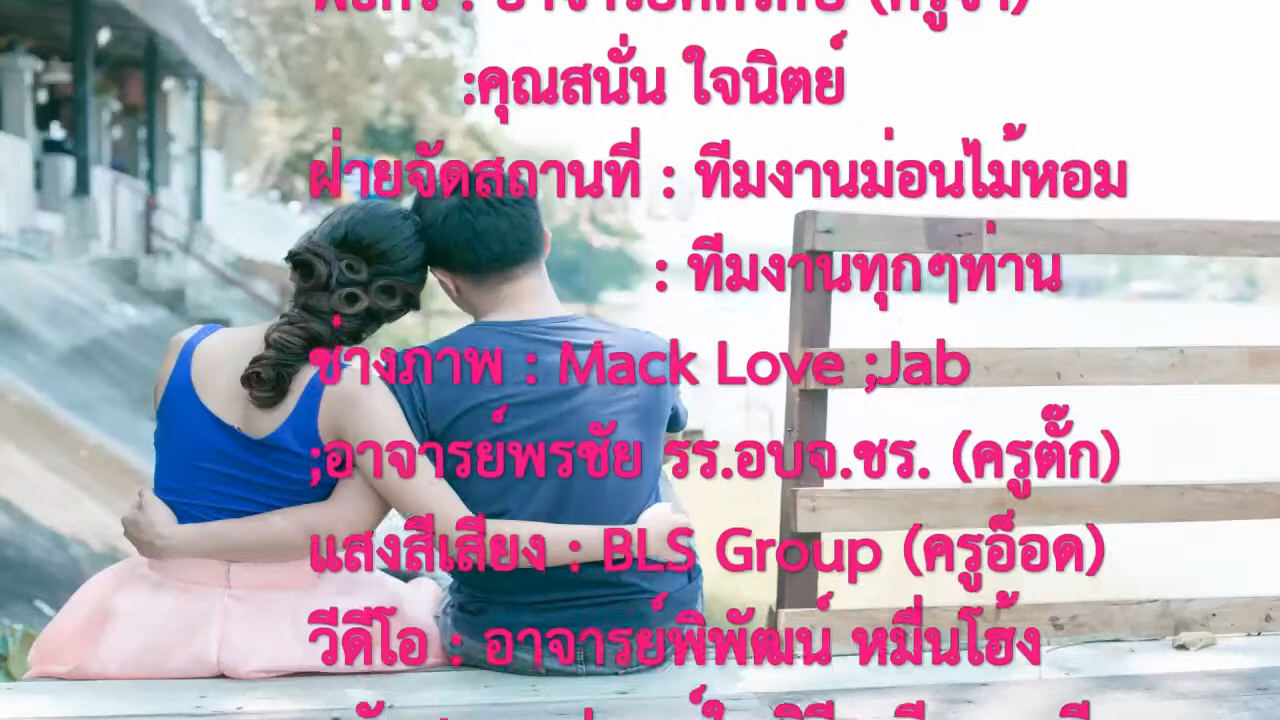 :คุณสนั่น ใจนิตย์
ฝ่ายจัดสถานที่ : ทีมงานม่อนไม้หอม
: ทีมงานทุกๆท่าน
ช่างภาพ : Mack Love ;Jab
;อาจารย์พรชัย รร.อบจ.ชร. (ครูตั๊ก)
แสงสีเสียง : BLS Group (ครูอ็อด)
วีดีโอ : อาจารย์พิพัฒน์ หมื่นโฮ้ง